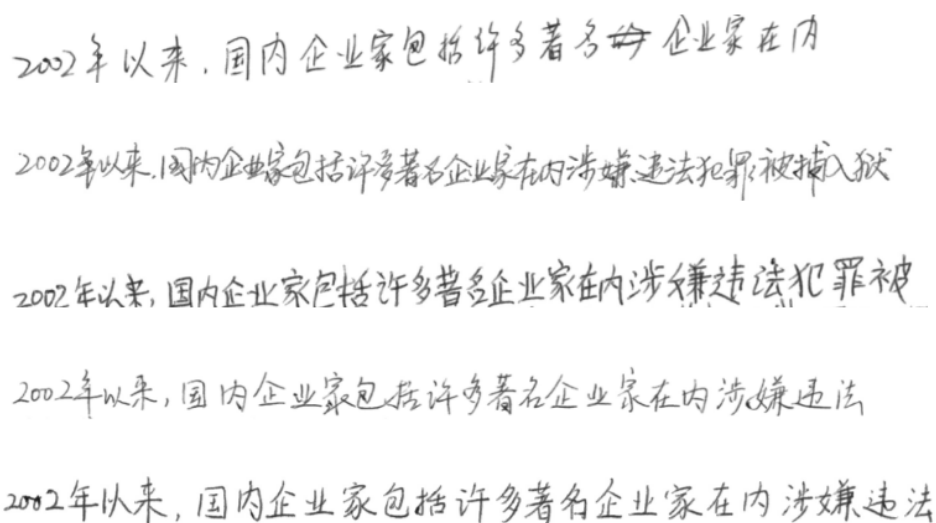 2002年以来，国内企业家包括许多著名企业家在内
2002年以来，国内企业家包括许多著名企业家在内涉嫌违法犯罪被捕入狱
2002年以来，国内企业家包括许多著名企业家在内涉嫌违法犯罪被
2002年以来，国内企业家包括许多著名企业家在内涉嫌违法
2002年以来，国内企业家包括许多著名企业家在内涉嫌违法